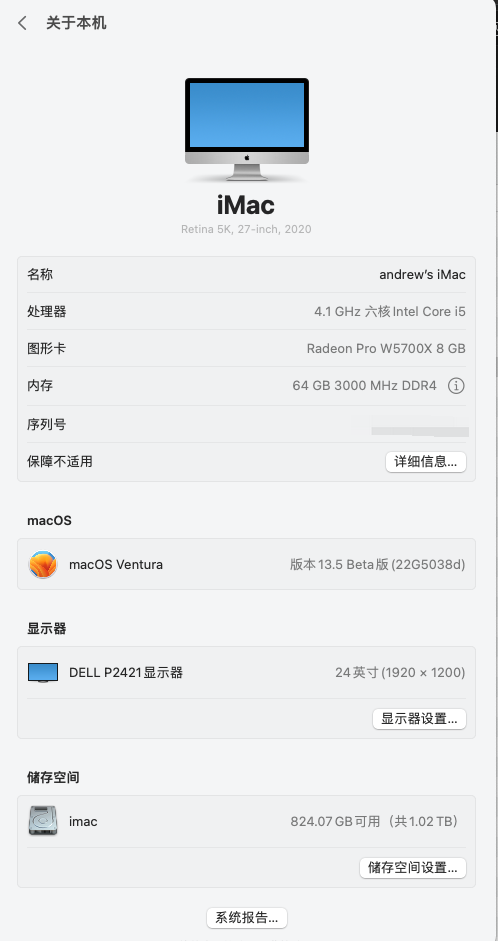 关于本机
iMac
Retina 5K, 27-inch, 2020
名称 andrew's iMac
处理器 4.1 GHz 六核Intel Core i5
图形卡 Radeon Pro W5700X 8 GB
内存 64 GB 3000 MHz DDR4
序列号
保障不适用 详细信息...
macOS
macOS Ventura 版本13.5 Beta版 (22G5038d)
显示器
DELL P2421显示器 24英寸 (1920 × 1200)
显示器设置...
储存空间
imac 824.07 GB可用（共1.02 TB）
储存空间设置...
系统报告...